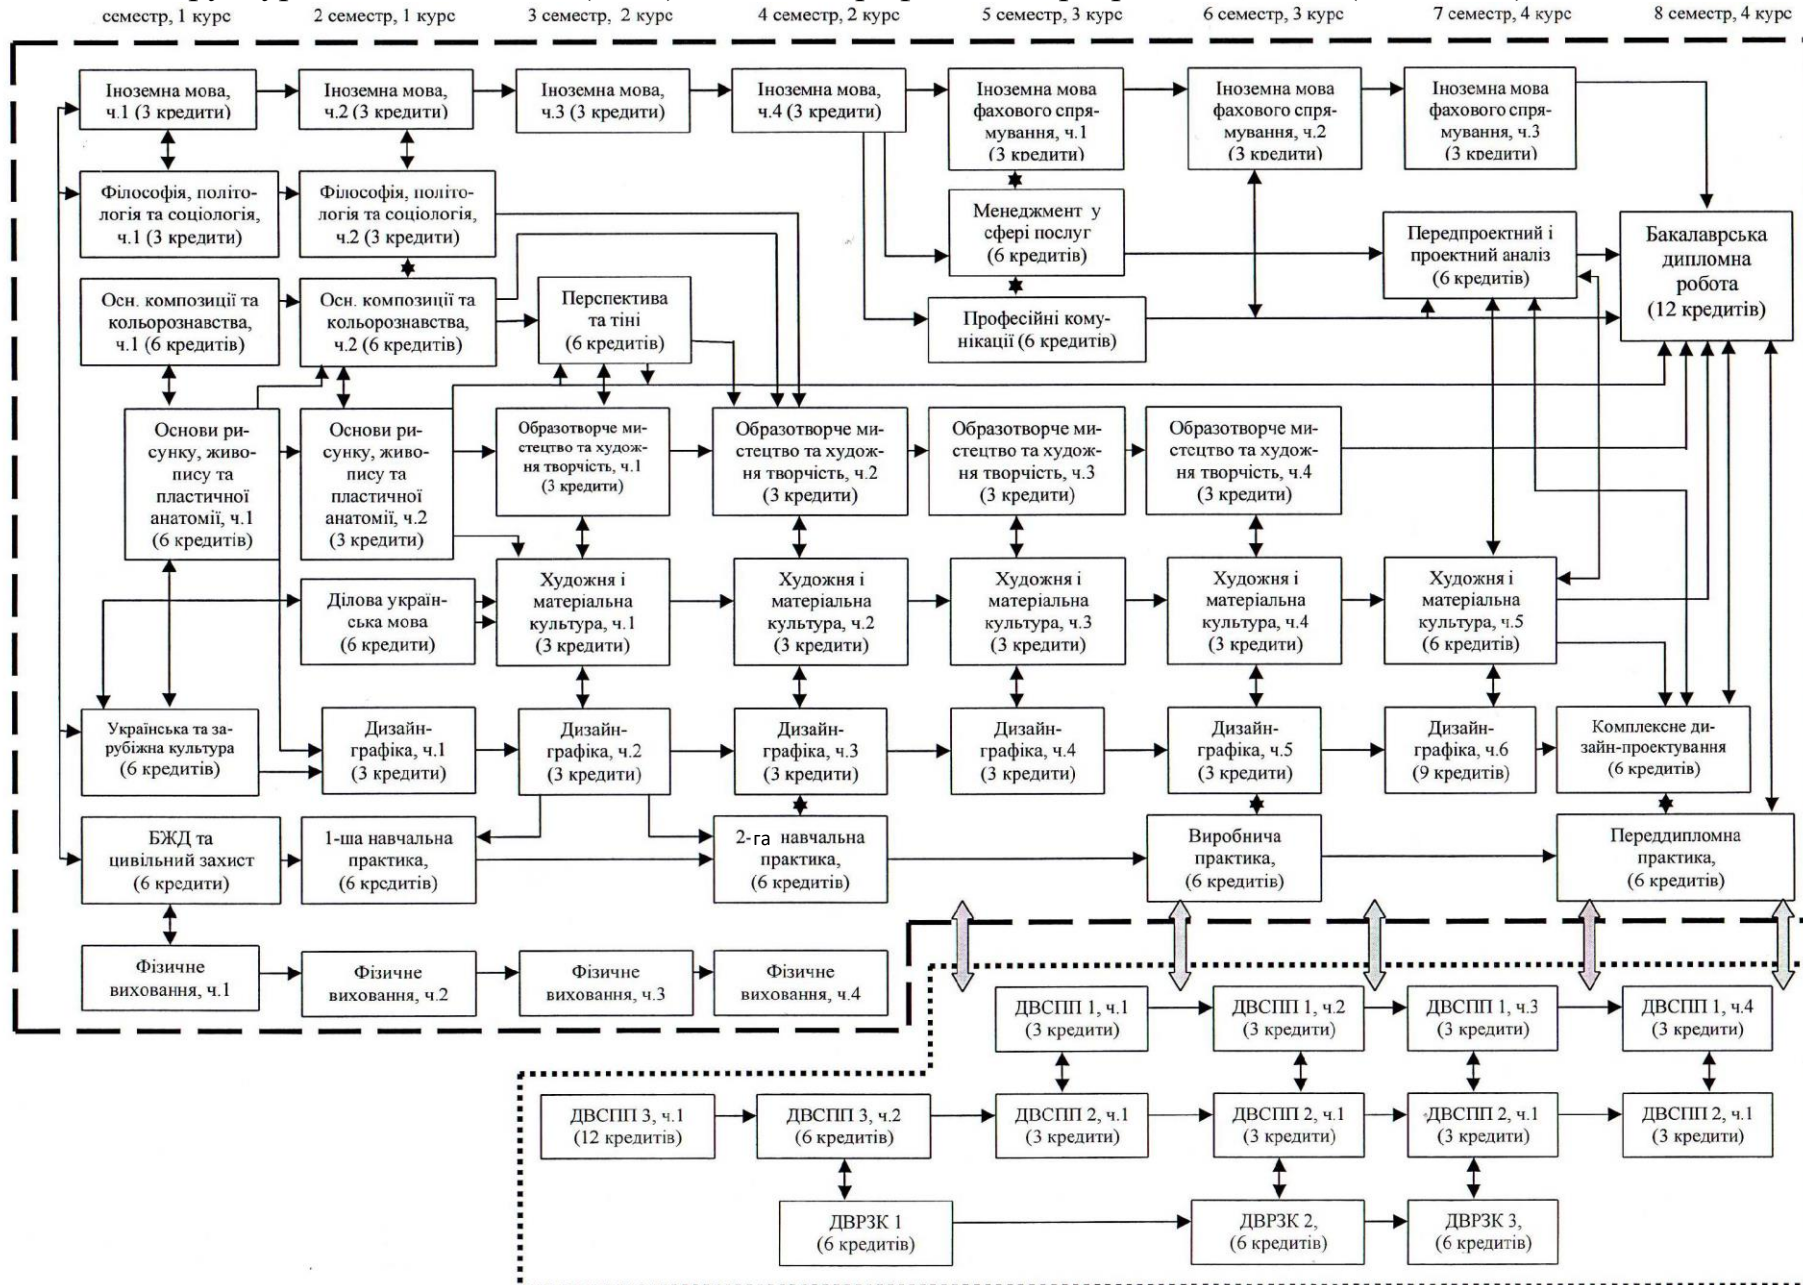 семестр, 1 курс
2 семестр, 1 курс
3 семестр, 2 курс
4 семестр, 2 курс
5 семестр, 3 курс
6 семестр, 3 курс
7 семестр, 4 курс
8 семестр, 4 курс
Іноземна мова,
ч.1 (3 кредити)
Іноземна мова,
ч.2 (3 кредити)
Іноземна мова,
ч.3 (3 кредити)
Іноземна мова,
ч.4 (3 кредити)
Іноземна мова
фахового спря-
мування, ч.1
(3 кредити)
Іноземна мова
фахового спря-
мування, ч.2
(3 кредити)
Іноземна мова
фахового спря-
мування, ч.3
(3 кредити)
Філософія, політо-
логія та соціологія,
ч.1 (3 кредити)
Філософія, політо-
логія та соціологія,
ч.2 (3 кредити)
Менеджмент у
сфері послуг
(6 кредитів)
Передпроектний і
проектний аналіз
(6 кредитів)
Бакалаврська
дипломна
робота
(12 кредитів)
Осн. композиції та
кольорознавства,
ч.1 (6 кредитів)
Осн. композиції та
кольорознавства,
ч.2 (6 кредитів)
Перспектива
та тіні
(6 кредитів)
Професійні кому-
нікації (6 кредитів)
Основи ри-
сунку, живо-
пису та
пластичної
анатомії, ч.1
(6 кредитів)
Основи ри-
сунку, живо-
пису та
пластичної
анатомії, ч.2
(3 кредити)
Образотворче ми-
стецтво та худож-
ня творчість, ч.1
(3 кредити)
Образотворче ми-
стецтво та худож-
ня творчість, ч.2
(3 кредити)
Образотворче ми-
стецтво та худож-
ня творчість, ч.3
(3 кредити)
Образотворче ми-
стецтво та худож-
ня творчість, ч.4
(3 кредити)
Ділова україн-
ська мова
(6 кредити)
Художня і
матеріальна
культура, ч.1
(3 кредити)
Художня і
матеріальна
культура, ч.2
(3 кредити)
Художня і
матеріальна
культура, ч.3
(3 кредити)
Художня і
матеріальна
культура, ч.4
(3 кредити)
Художня і
матеріальна
культура, ч.5
(6 кредитів)
Українська та за-
рубіжна культура
(6 кредитів)
Дизайн-
графіка, ч.1
(3 кредити)
Дизайн-
графіка, ч.2
(3 кредити)
Дизайн-
графіка, ч.3
(3 кредити)
Дизайн-
графіка, ч.4
(3 кредити)
Дизайн-
графіка, ч.5
(3 кредити)
Дизайн-
графіка, ч.6
(9 кредитів)
Комплексне ди-
зайн-проектування
(6 кредитів)
БЖД та
цивільний захист
(6 кредити)
1-ша навчальна
практика,
(6 кредитів)
2-га навчальна
практика,
(6 кредитів)
Виробнича
практика,
(6 кредитів)
Переддипломна
практика,
(6 кредитів)
Фізичне
виховання, ч.1
Фізичне
виховання, ч.2
Фізичне
виховання, ч.3
Фізичне
виховання, ч.4
ДВСПП 1, ч.1
(3 кредити)
ДВСПП 1, ч.2
(3 кредити)
ДВСПП 1, ч.3
(3 кредити)
ДВСПП 1, ч.4
(3 кредити)
ДВСПП 3, ч.1
(12 кредитів)
ДВСПП 3, ч.2
(6 кредитів)
ДВСПП 2, ч.1
(3 кредити)
ДВСПП 2, ч.1
(3 кредити)
ДВСПП 2, ч.1
(3 кредити)
ДВСПП 2, ч.1
(3 кредити)
ДВРЗК 1
(6 кредитів)
ДВРЗК 2,
(6 кредитів)
ДВРЗК 3,
(6 кредитів)